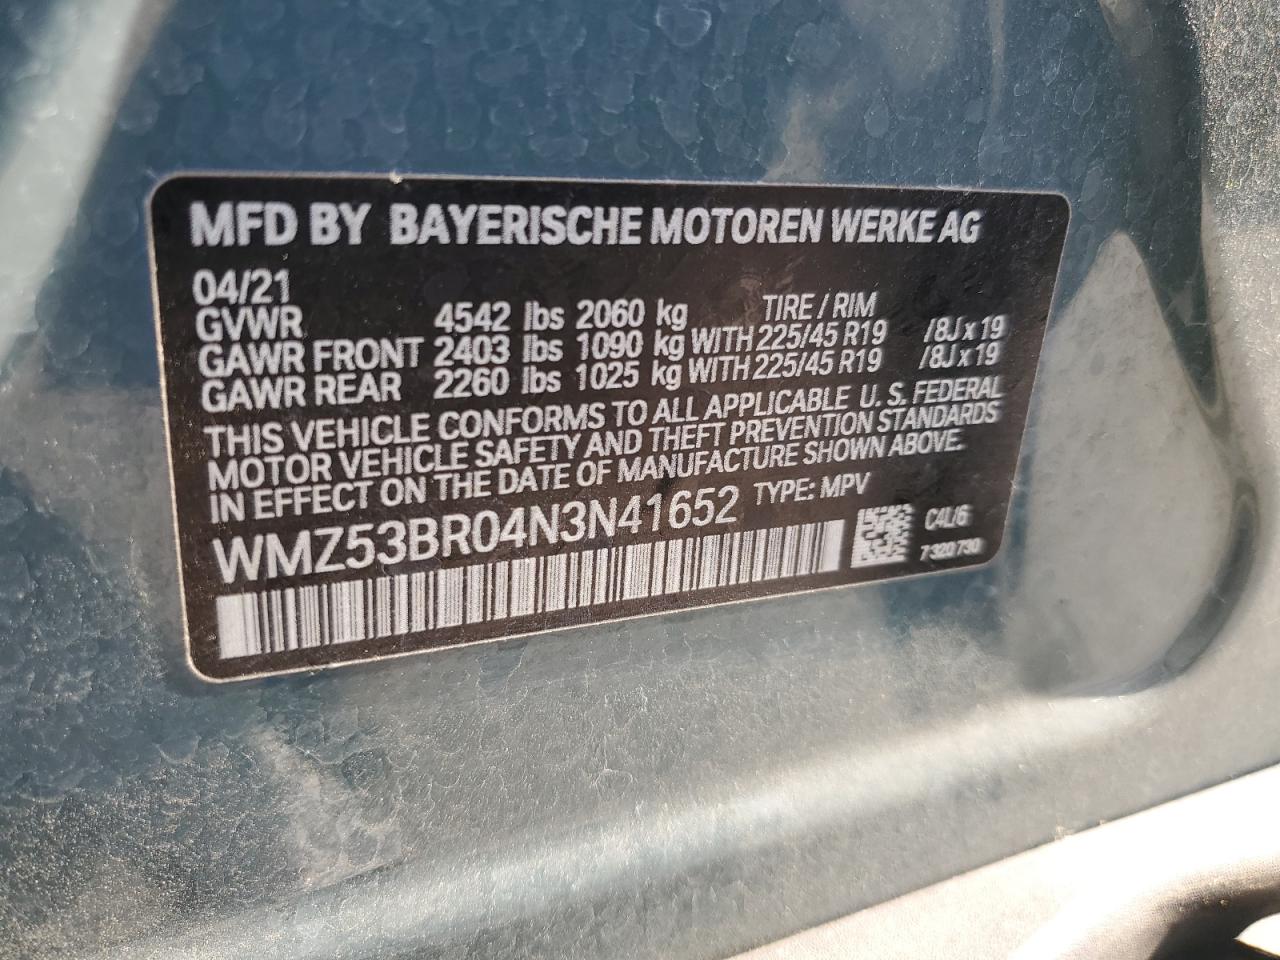 MFD BY BAYERISCHE MOTOREN WERKE AG
04/21 TIRE / RIM
GVWR 4542 lbs 2060 kg
GAWR FRONT 2403 lbs 1090 kg WITH 225/45 R19 /8J x 19
GAWR REAR 2260 lbs 1025 kg WITH 225/45 R19 /8J x 19
THIS VEHICLE CONFORMS TO ALL APPLICABLE U. S. FEDERAL
MOTOR VEHICLE SAFETY AND THEFT PREVENTION STANDARDS
IN EFFECT ON THE DATE OF MANUFACTURE SHOWN ABOVE.
WMZ53BR04N3N41652 TYPE: MPV
C4L/6
7 320 730